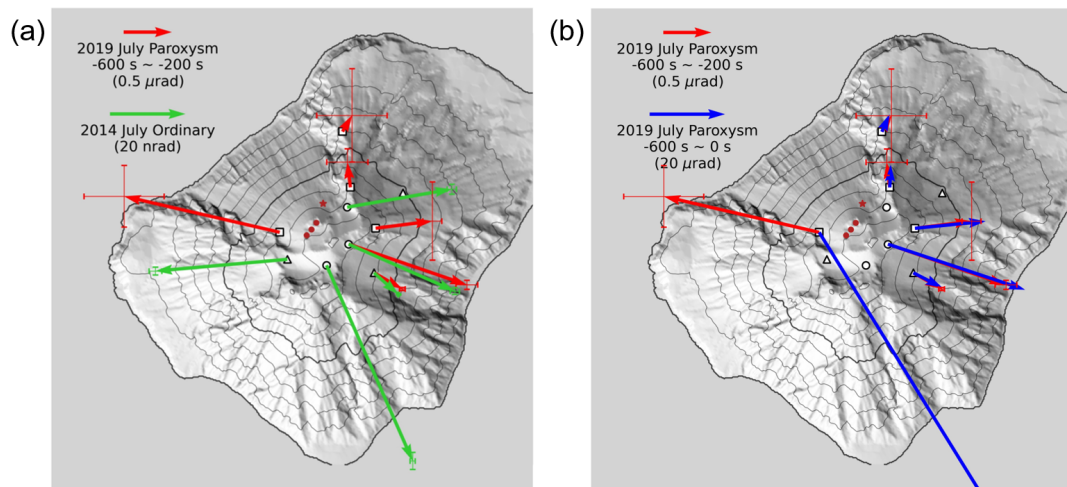 (a)
2019 July Paroxysm
-600 s ~ -200 s
(0.5 μrad)
2014 July Ordinary
(20 nrad)
(b)
2019 July Paroxysm
-600 s ~ -200 s
(0.5 μrad)
2019 July Paroxysm
-600 s ~ 0 s
(20 μrad)